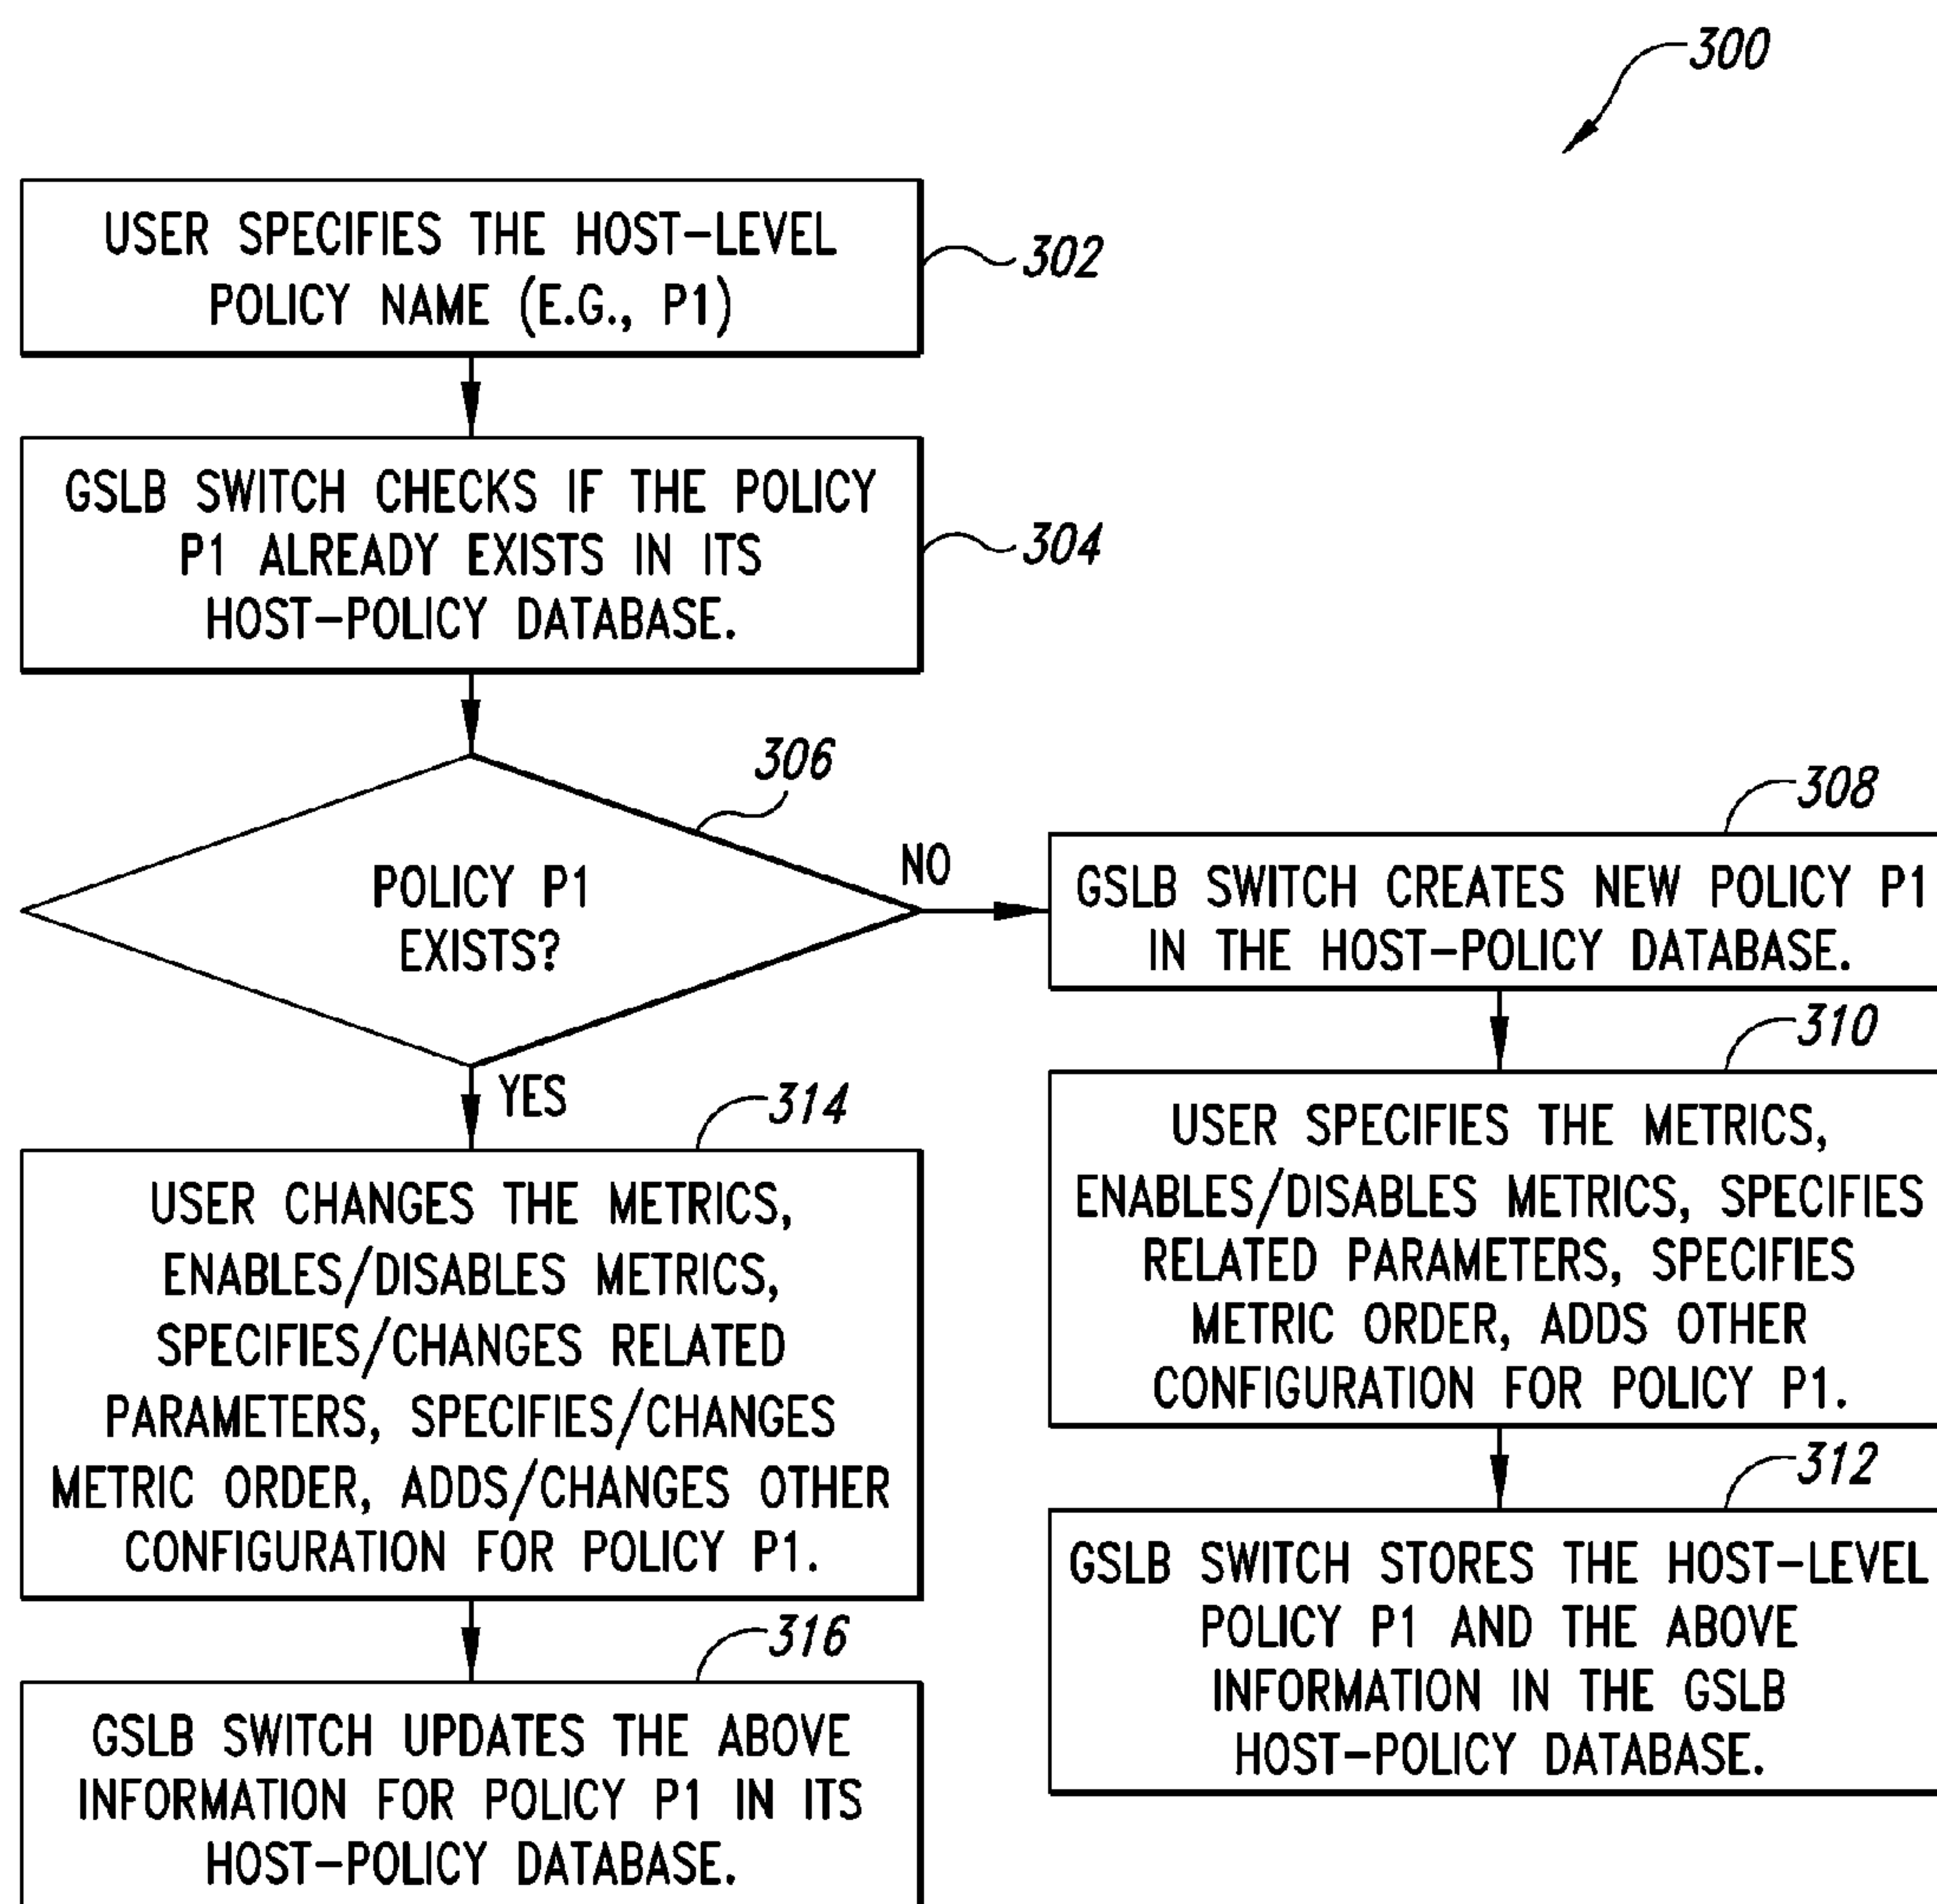 300
USER SPECIFIES THE HOST-LEVEL
POLICY NAME (E.G., P1)
302
GSLB SWITCH CHECKS IF THE POLICY
P1 ALREADY EXISTS IN ITS
HOST-POLICY DATABASE.
304
306
POLICY P1
EXISTS?
NO
YES
308
GSLB SWITCH CREATES NEW POLICY P1
IN THE HOST-POLICY DATABASE.
310
USER SPECIFIES THE METRICS,
ENABLES/DISABLES METRICS, SPECIFIES
RELATED PARAMETERS, SPECIFIES
METRIC ORDER, ADDS OTHER
CONFIGURATION FOR POLICY P1.
312
GSLB SWITCH STORES THE HOST-LEVEL
POLICY P1 AND THE ABOVE
INFORMATION IN THE GSLB
HOST-POLICY DATABASE.
314
USER CHANGES THE METRICS,
ENABLES/DISABLES METRICS,
SPECIFIES/CHANGES RELATED
PARAMETERS, SPECIFIES/CHANGES
METRIC ORDER, ADDS/CHANGES OTHER
CONFIGURATION FOR POLICY P1.
316
GSLB SWITCH UPDATES THE ABOVE
INFORMATION FOR POLICY P1 IN ITS
HOST-POLICY DATABASE.